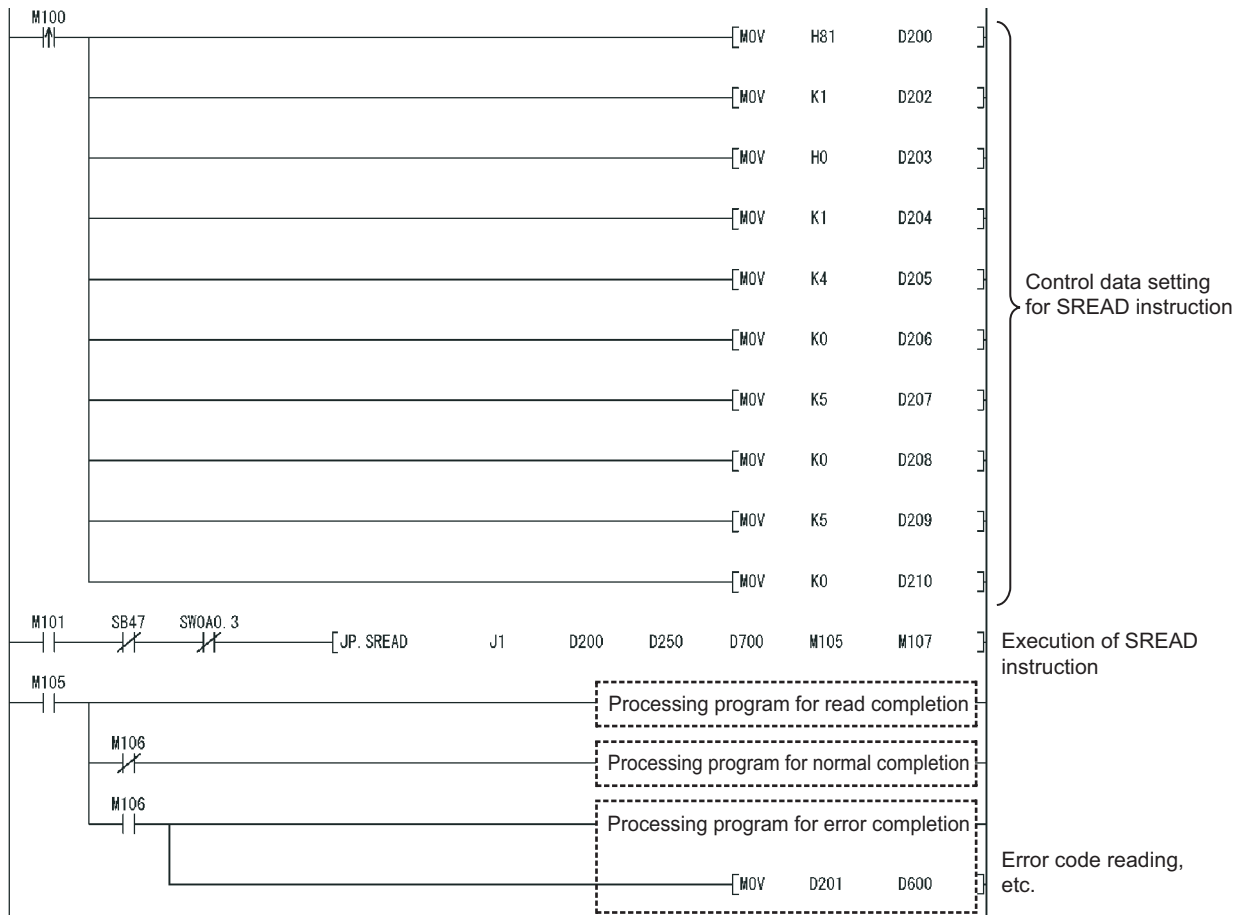 M100
[MOV H81 D200 ]
[MOV K1 D202 ]
[MOV H0 D203 ]
[MOV K1 D204 ]
[MOV K4 D205 ]
[MOV K0 D206 ]
[MOV K5 D207 ]
[MOV K0 D208 ]
[MOV K5 D209 ]
[MOV K0 D210 ]
Control data setting
for SREAD instruction
M101 SB47 SW0A0.3
[JP.SREAD J1 D200 D250 D700 M105 M107 ]
Execution of SREAD
instruction
M105
Processing program for read completion
M106
Processing program for normal completion
M106
Processing program for error completion
[MOV D201 D600 ]
Error code reading,
etc.